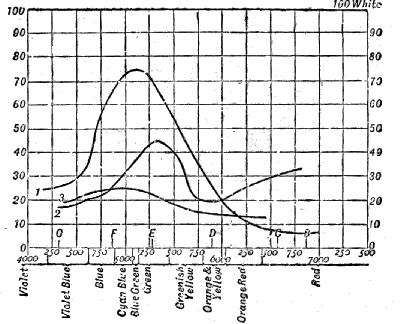 100 White
100
90 90
80 80
70 70
60 60
50 50
40 40
30 30
20 20
10 10
0 0
1
3
2
G F E D C B
4000 250 500 750 5000 250 500 750 6000 250 500 750 7000 250 500
Violet
Violet Blue
Blue
Cyan Blue
Blue Green
Green
Greenish
Yellow
Orange &
Yellow
Orange Red
Red